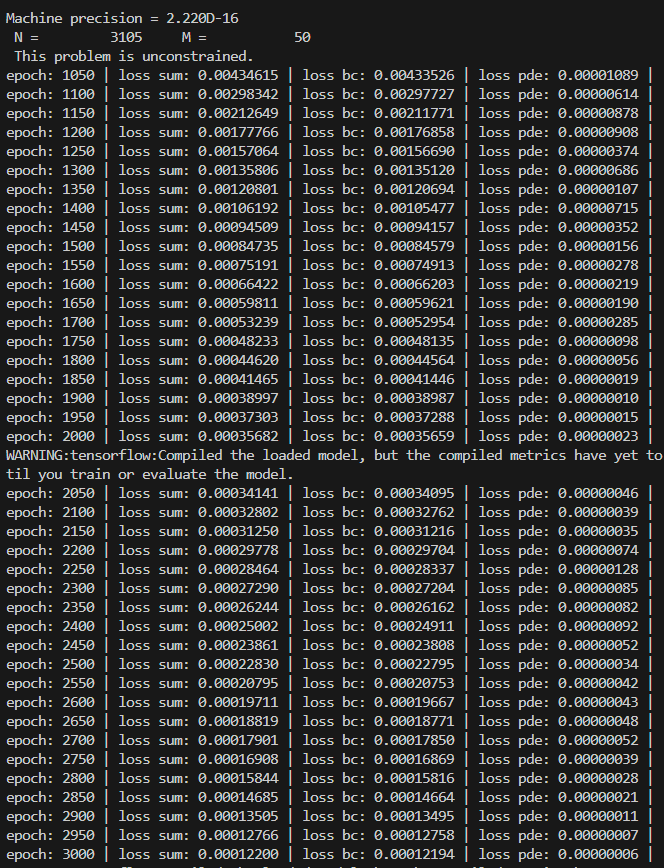 Machine precision = 2.220D-16
N = 3105 M = 50
This problem is unconstrained.
epoch: 1050 | loss sum: 0.00434615 | loss bc: 0.00433526 | loss pde: 0.00001089 |
epoch: 1100 | loss sum: 0.00298342 | loss bc: 0.00297727 | loss pde: 0.00000614 |
epoch: 1150 | loss sum: 0.00212649 | loss bc: 0.00211771 | loss pde: 0.00000878 |
epoch: 1200 | loss sum: 0.00177766 | loss bc: 0.00176858 | loss pde: 0.00000908 |
epoch: 1250 | loss sum: 0.00157064 | loss bc: 0.00156690 | loss pde: 0.00000374 |
epoch: 1300 | loss sum: 0.00135806 | loss bc: 0.00135120 | loss pde: 0.00000686 |
epoch: 1350 | loss sum: 0.00120801 | loss bc: 0.00120694 | loss pde: 0.00000107 |
epoch: 1400 | loss sum: 0.00106192 | loss bc: 0.00105477 | loss pde: 0.00000715 |
epoch: 1450 | loss sum: 0.00094509 | loss bc: 0.00094157 | loss pde: 0.00000352 |
epoch: 1500 | loss sum: 0.00084735 | loss bc: 0.00084579 | loss pde: 0.00000156 |
epoch: 1550 | loss sum: 0.00075191 | loss bc: 0.00074913 | loss pde: 0.00000278 |
epoch: 1600 | loss sum: 0.00066422 | loss bc: 0.00066203 | loss pde: 0.00000219 |
epoch: 1650 | loss sum: 0.00059811 | loss bc: 0.00059621 | loss pde: 0.00000190 |
epoch: 1700 | loss sum: 0.00053239 | loss bc: 0.00052954 | loss pde: 0.00000285 |
epoch: 1750 | loss sum: 0.00048233 | loss bc: 0.00048135 | loss pde: 0.00000098 |
epoch: 1800 | loss sum: 0.00044620 | loss bc: 0.00044564 | loss pde: 0.00000056 |
epoch: 1850 | loss sum: 0.00041465 | loss bc: 0.00041446 | loss pde: 0.00000019 |
epoch: 1900 | loss sum: 0.00038997 | loss bc: 0.00038987 | loss pde: 0.00000010 |
epoch: 1950 | loss sum: 0.00037303 | loss bc: 0.00037288 | loss pde: 0.00000015 |
epoch: 2000 | loss sum: 0.00035682 | loss bc: 0.00035659 | loss pde: 0.00000023 |
WARNING:tensorflow:Compiled the loaded model, but the compiled metrics have yet to
til you train or evaluate the model.
epoch: 2050 | loss sum: 0.00034141 | loss bc: 0.00034095 | loss pde: 0.00000046 |
epoch: 2100 | loss sum: 0.00032802 | loss bc: 0.00032762 | loss pde: 0.00000039 |
epoch: 2150 | loss sum: 0.00031250 | loss bc: 0.00031216 | loss pde: 0.00000035 |
epoch: 2200 | loss sum: 0.00029778 | loss bc: 0.00029704 | loss pde: 0.00000074 |
epoch: 2250 | loss sum: 0.00028464 | loss bc: 0.00028337 | loss pde: 0.00000128 |
epoch: 2300 | loss sum: 0.00027290 | loss bc: 0.00027204 | loss pde: 0.00000085 |
epoch: 2350 | loss sum: 0.00026244 | loss bc: 0.00026162 | loss pde: 0.00000082 |
epoch: 2400 | loss sum: 0.00025002 | loss bc: 0.00024911 | loss pde: 0.00000092 |
epoch: 2450 | loss sum: 0.00023861 | loss bc: 0.00023808 | loss pde: 0.00000052 |
epoch: 2500 | loss sum: 0.00022830 | loss bc: 0.00022795 | loss pde: 0.00000034 |
epoch: 2550 | loss sum: 0.00020795 | loss bc: 0.00020753 | loss pde: 0.00000042 |
epoch: 2600 | loss sum: 0.00019711 | loss bc: 0.00019667 | loss pde: 0.00000043 |
epoch: 2650 | loss sum: 0.00018819 | loss bc: 0.00018771 | loss pde: 0.00000048 |
epoch: 2700 | loss sum: 0.00017901 | loss bc: 0.00017850 | loss pde: 0.00000052 |
epoch: 2750 | loss sum: 0.00016908 | loss bc: 0.00016869 | loss pde: 0.00000039 |
epoch: 2800 | loss sum: 0.00015844 | loss bc: 0.00015816 | loss pde: 0.00000028 |
epoch: 2850 | loss sum: 0.00014685 | loss bc: 0.00014664 | loss pde: 0.00000021 |
epoch: 2900 | loss sum: 0.00013505 | loss bc: 0.00013495 | loss pde: 0.00000011 |
epoch: 2950 | loss sum: 0.00012766 | loss bc: 0.00012758 | loss pde: 0.00000007 |
epoch: 3000 | loss sum: 0.00012200 | loss bc: 0.00012194 | loss pde: 0.00000006 |